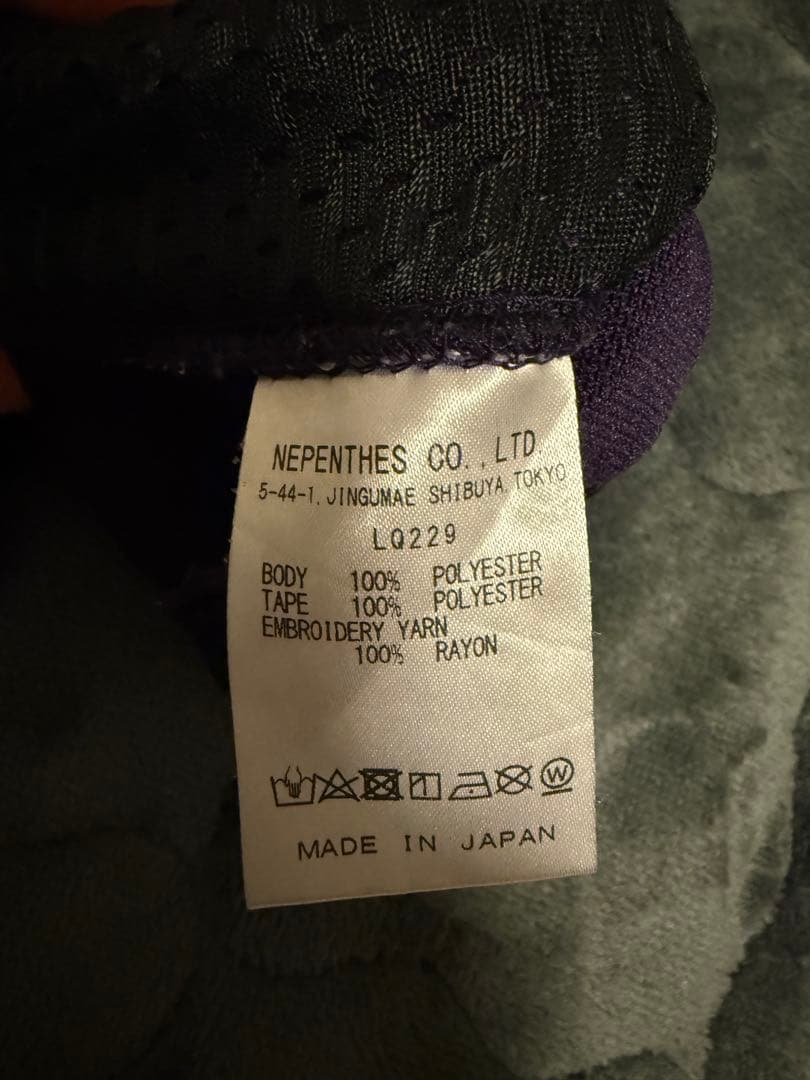 NEPENTHES CO.,LTD
5-44-1,JINGUMAE SHIBUYA TOKYO
LQ229
BODY 100% POLYESTER
TAPE 100% POLYESTER
EMBROIDERY YARN
100% RAYON
W
MADE IN JAPAN